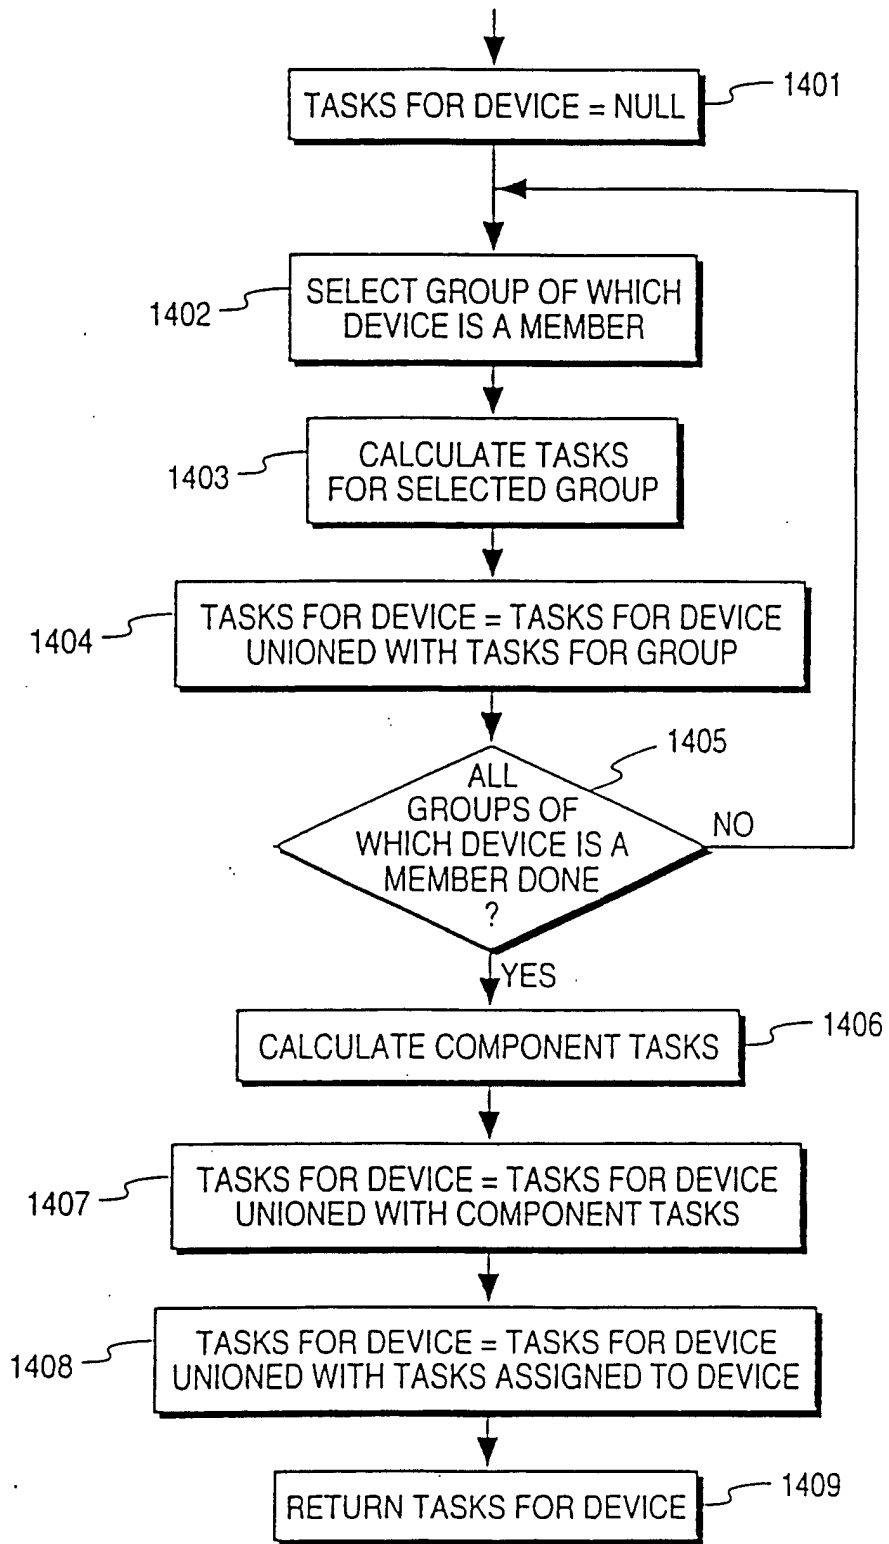 TASKS FOR DEVICE = NULL
1401
SELECT GROUP OF WHICH
DEVICE IS A MEMBER
1402
CALCULATE TASKS
FOR SELECTED GROUP
1403
TASKS FOR DEVICE = TASKS FOR DEVICE
UNIONED WITH TASKS FOR GROUP
1404
1405
ALL
GROUPS OF
WHICH DEVICE IS A
MEMBER DONE
?
NO
YES
CALCULATE COMPONENT TASKS
1406
TASKS FOR DEVICE = TASKS FOR DEVICE
UNIONED WITH COMPONENT TASKS
1407
TASKS FOR DEVICE = TASKS FOR DEVICE
UNIONED WITH TASKS ASSIGNED TO DEVICE
1408
RETURN TASKS FOR DEVICE
1409